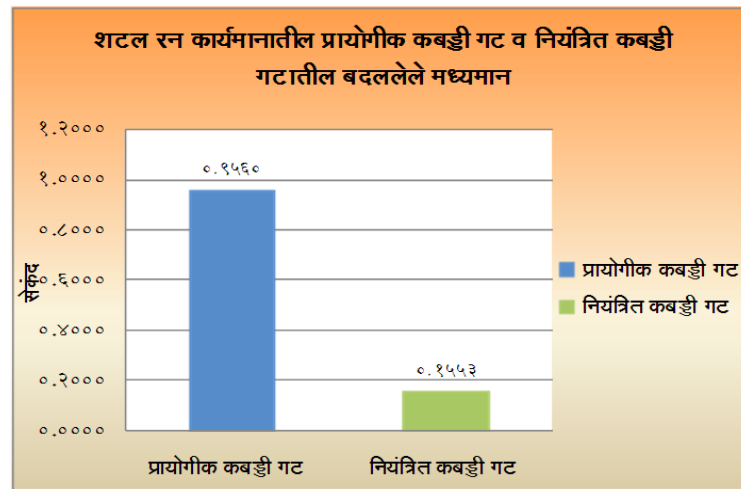 शटल रन कार्यमानातील प्रायोगीक कबड्डी गट व नियंत्रित कबड्डी
गटातील बदललेले मध्यमान
१.२०००
१.००००
०.८०००
०.६०००
०.४०००
०.२०००
०.००००
सेकंद
०.९५६०
०.१५५३
प्रायोगीक कबड्डी गट
नियंत्रित कबड्डी गट
प्रायोगीक कबड्डी गट
नियंत्रित कबड्डी गट